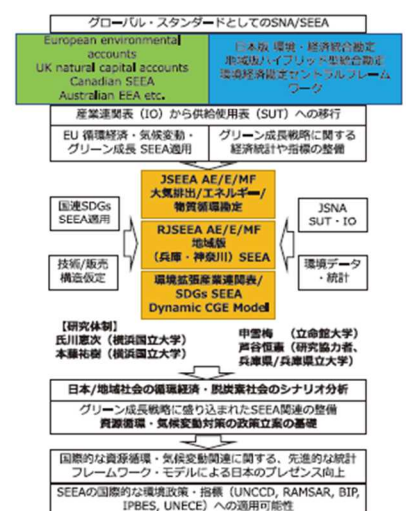 グローバル・スタンダードとしてのSNA/SEEA
European environmental
accounts
UK natural capital accounts
Canadian SEEA
Australian EEA etc.
日本版 環境・経済統合勘定
地域版ハイブリッド型統合勘定
環境経済勘定セントラルフレーム
ワーク
産業連関表(IO)から供給使用表(SUT)への移行
EU 循環経済・気候変動・
グリーン成長 SEEA適用
グリーン成長戦略に関する
経済統計や指標の整備
JSEEA AE/E/MF
大気排出/エネルギー/
物質循環勘定
国連SDGs
SEEA適用
JSNA
SUT・IO
RJSEEA AE/E/MF
地域版
(兵庫・神奈川)SEEA
技術/販売
構造仮定
環境データ
・統計
環境拡張産業連関表/
SDGs SEEA
Dynamic CGE Model
【研究体制】
氏川恵次(横浜国立大学)
本藤祐樹(横浜国立大学)
申雪梅 (立命館大学)
芦谷恒憲(研究協力者、
兵庫県/兵庫県立大学)
日本/地域社会の循環経済・脱炭素社会のシナリオ分析
グリーン成長戦略に盛り込まれたSEEA関連の整備
資源循環・気候変動対策の政策立案の基礎
国際的な資源循環・気候変動関連に関する、先進的な統計
フレームワーク・モデルによる日本のプレゼンス向上
SEEAの国際的な環境政策・指標(UNCCD, RAMSAR, BIP,
IPBES, UNECE)への適用可能性